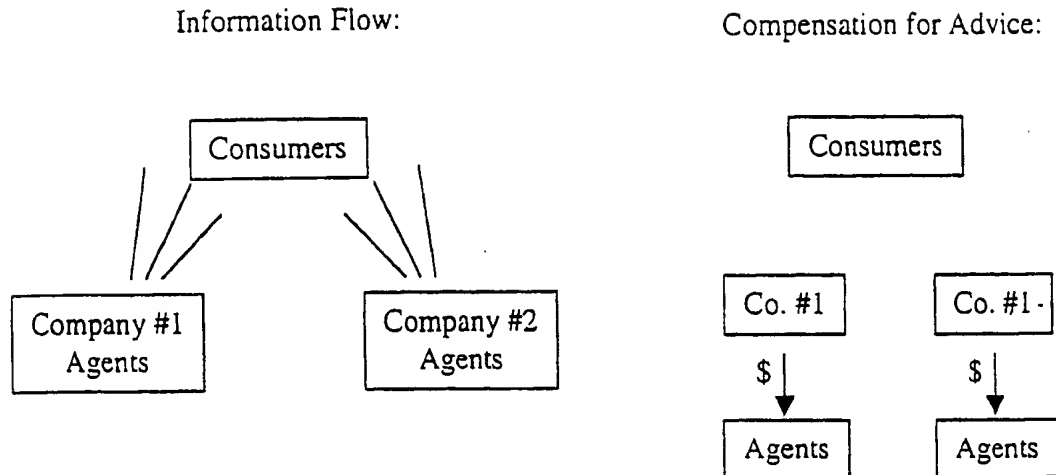 Information Flow:
Compensation for Advice:
Consumers
Consumers
Company #1
Agents
Company #2
Agents
Co. #1
Co. #1
$
$
Agents
Agents